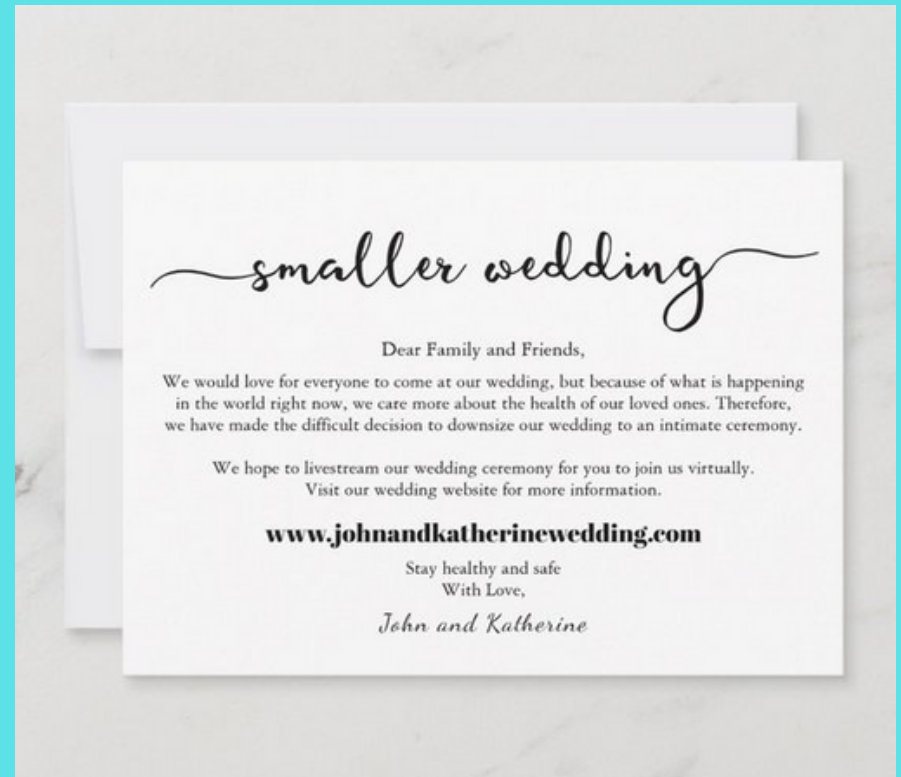 smaller wedding
Dear Family and Friends,
We would love for everyone to come at our wedding, but because of what is happening
in the world right now, we care more about the health of our loved ones. Therefore,
we have made the difficult decision to downsize our wedding to an intimate ceremony.
We hope to livestream our wedding ceremony for you to join us virtually.
Visit our wedding website for more information.
www.johnandkatherinewedding.com
Stay healthy and safe
With Love,
John and Katherine